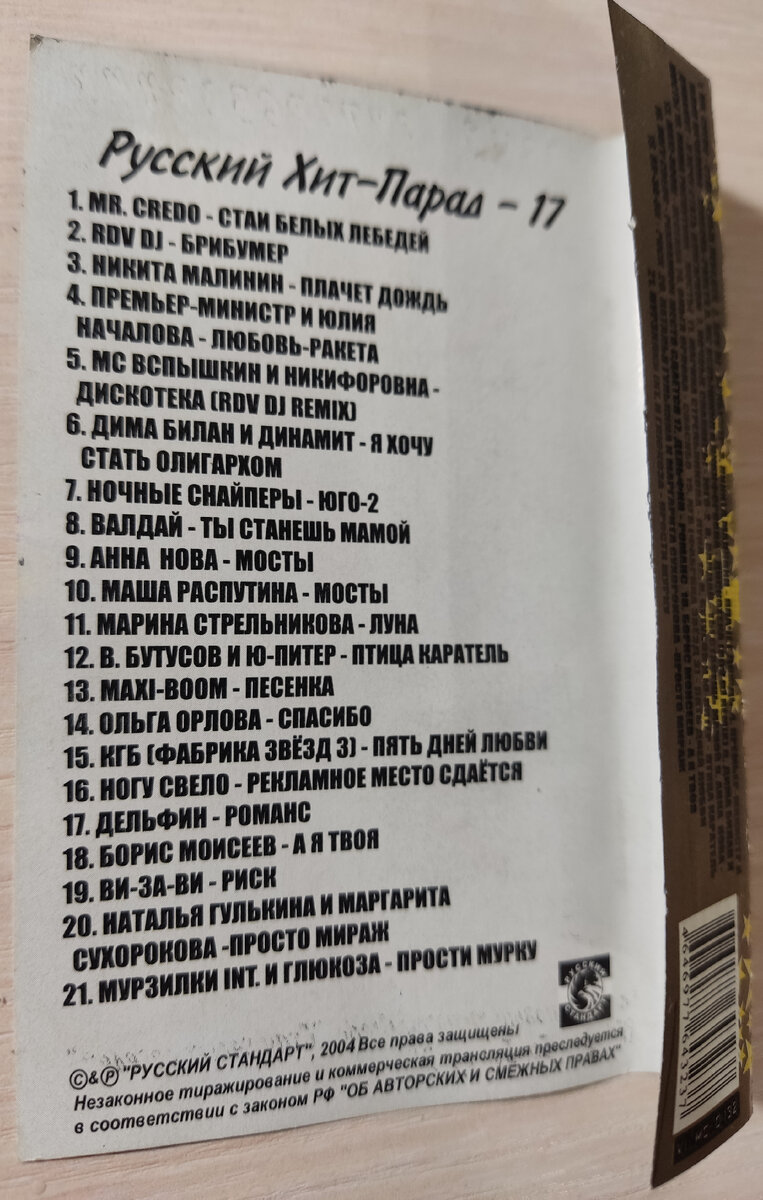 Русский Хит-Парад - 17
1. MR. CREDO - СТАИ БЕЛЫХ ЛЕБЕДЕЙ
2. RDV DJ - БРИБУМЕР
3. НИКИТА МАЛИНИН - ПЛАЧЕТ ДОЖДЬ
4. ПРЕМЬЕР-МИНИСТР И ЮЛИЯ
НАЧАЛОВА - ЛЮБОВЬ-РАКЕТА
5. МС ВСПЫШКИН И НИКИФОРОВНА -
ДИСКОТЕКА (RDV DJ REMIX)
6. ДИМА БИЛАН И ДИНАМИТ - Я ХОЧУ
СТАТЬ ОЛИГАРХОМ
7. НОЧНЫЕ СНАЙПЕРЫ - ЮГО-2
8. ВАЛДАЙ - ТЫ СТАНЕШЬ МАМОЙ
9. АННА НОВА - МОСТЫ
10. МАША РАСПУТИНА - МОСТЫ
11. МАРИНА СТРЕЛЬНИКОВА - ЛУНА
12. В. БУТУСОВ И Ю-ПИТЕР - ПТИЦА КАРАТЕЛЬ
13. MAXI-BOOM - ПЕСЕНКА
14. ОЛЬГА ОРЛОВА - СПАСИБО
15. КГБ (ФАБРИКА ЗВЁЗД 3) - ПЯТЬ ДНЕЙ ЛЮБВИ
16. НОГУ СВЕЛО - РЕКЛАМНОЕ МЕСТО СДАЁТСЯ
17. ДЕЛЬФИН - РОМАНС
18. БОРИС МОИСЕЕВ - А Я ТВОЯ
19. ВИ-ЗА-ВИ - РИСК
20. НАТАЛЬЯ ГУЛЬКИНА И МАРГАРИТА
СУХОРОКОВА -ПРОСТО МИРАЖ
21. МУРЗИЛКИ INT. И ГЛЮКОЗА - ПРОСТИ МУРКУ
РУССКИЙ
СТАНДАРТ
©&℗ "РУССКИЙ СТАНДАРТ", 2004 Все права защищены
Незаконное тиражирование и коммерческая трансляция преследуется
в соответствии с законом РФ "ОБ АВТОРСКИХ И СМЕЖНЫХ ПРАВАХ"
4646977643237